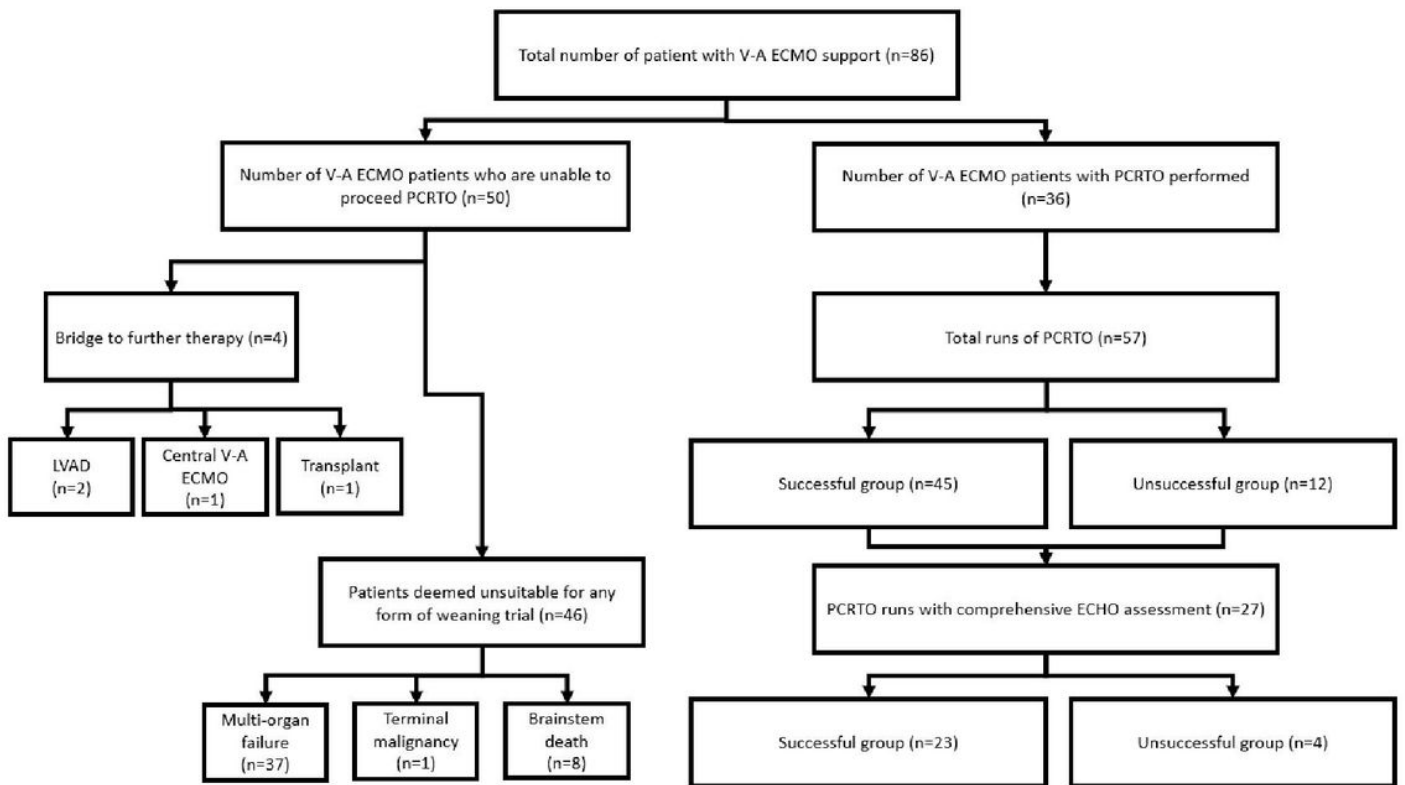 Total number of patient with V-A ECMO support (n=86)
Number of V-A ECMO patients who are unable to
proceed PCRTO (n=50)
Number of V-A ECMO patients with PCRTO performed
(n=36)
Bridge to further therapy (n=4)
Total runs of PCRTO (n=57)
LVAD
(n=2)
Central V-A
ECMO
(n=1)
Transplant
(n=1)
Successful group (n=45)
Unsuccessful group (n=12)
Patients deemed unsuitable for any
form of weaning trial (n=46)
PCRTO runs with comprehensive ECHO assessment (n=27)
Multi-organ
failure
(n=37)
Terminal
malignancy
(n=1)
Brainstem
death
(n=8)
Successful group (n=23)
Unsuccessful group (n=4)